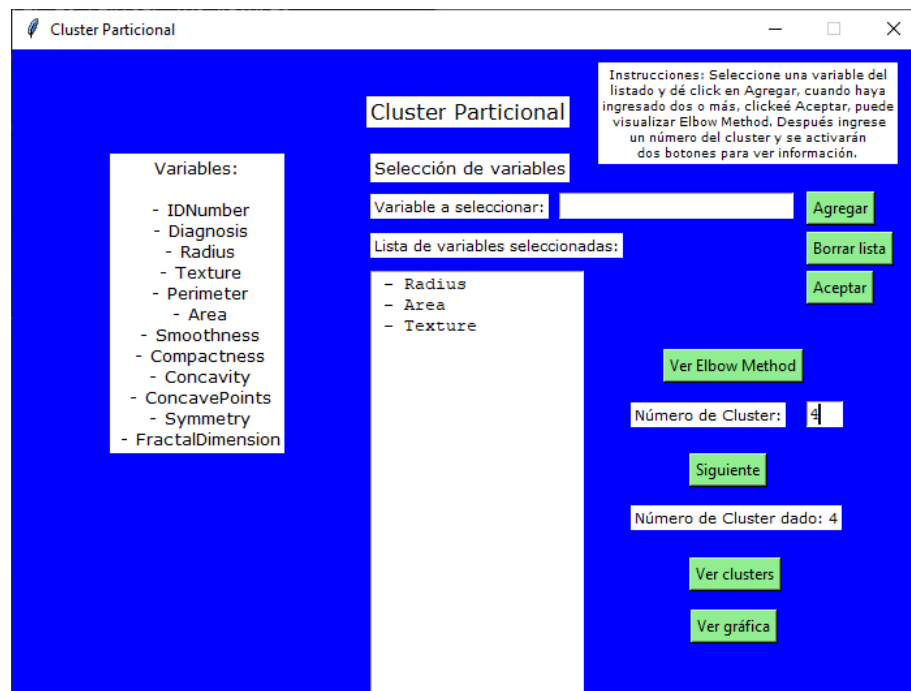 Cluster Particional
Instrucciones: Seleccione una variable del
listado y dé click en Agregar, cuando haya
ingresado dos o más, clickeé Aceptar, puede
visualizar Elbow Method. Después ingrese
un número del cluster y se activarán
dos botones para ver información.
Cluster Particional
Variables:
- IDNumber
- Diagnosis
- Radius
- Texture
- Perimeter
- Area
- Smoothness
- Compactness
- Concavity
- ConcavePoints
- Symmetry
- FractalDimension
Selección de variables
Variable a seleccionar:
Agregar
Lista de variables seleccionadas:
Borrar lista
Aceptar
- Radius
- Area
- Texture
Ver Elbow Method
Número de Cluster: 4
Siguiente
Número de Cluster dado: 4
Ver clusters
Ver gráfica